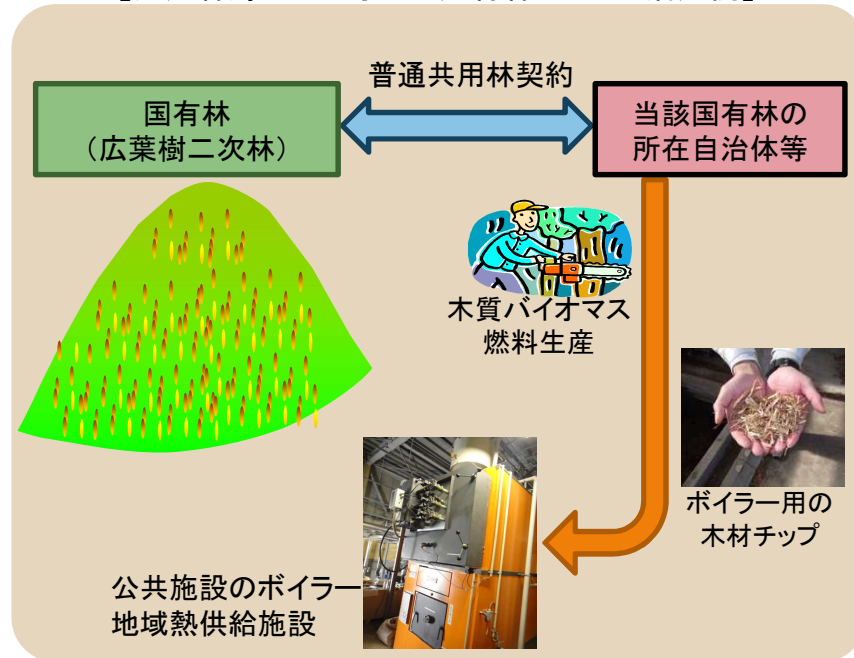 普通共用林契約
国有林
（広葉樹二次林）
当該国有林の
所在自治体等
木質バイオマス
燃料生産
ボイラー用の
木材チップ
公共施設のボイラー
地域熱供給施設